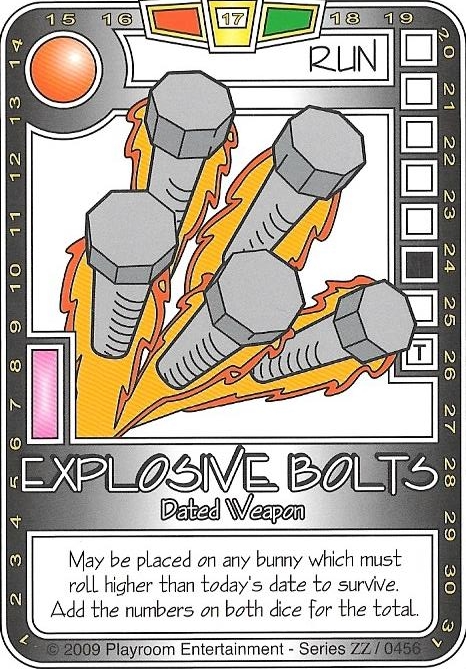 15 16 17 18 19
RUN
14 13 12 11 10 9 8 7 6 5 4 3 2 1
20 21 22 23 24 25 26 27 28 29 30 31
T
EXPLOSIVE BOLTS
Dated Weapon
May be placed on any bunny which must
roll higher than today's date to survive.
Add the numbers on both dice for the total.
© 2009 Playroom Entertainment - Series ZZ / 0456